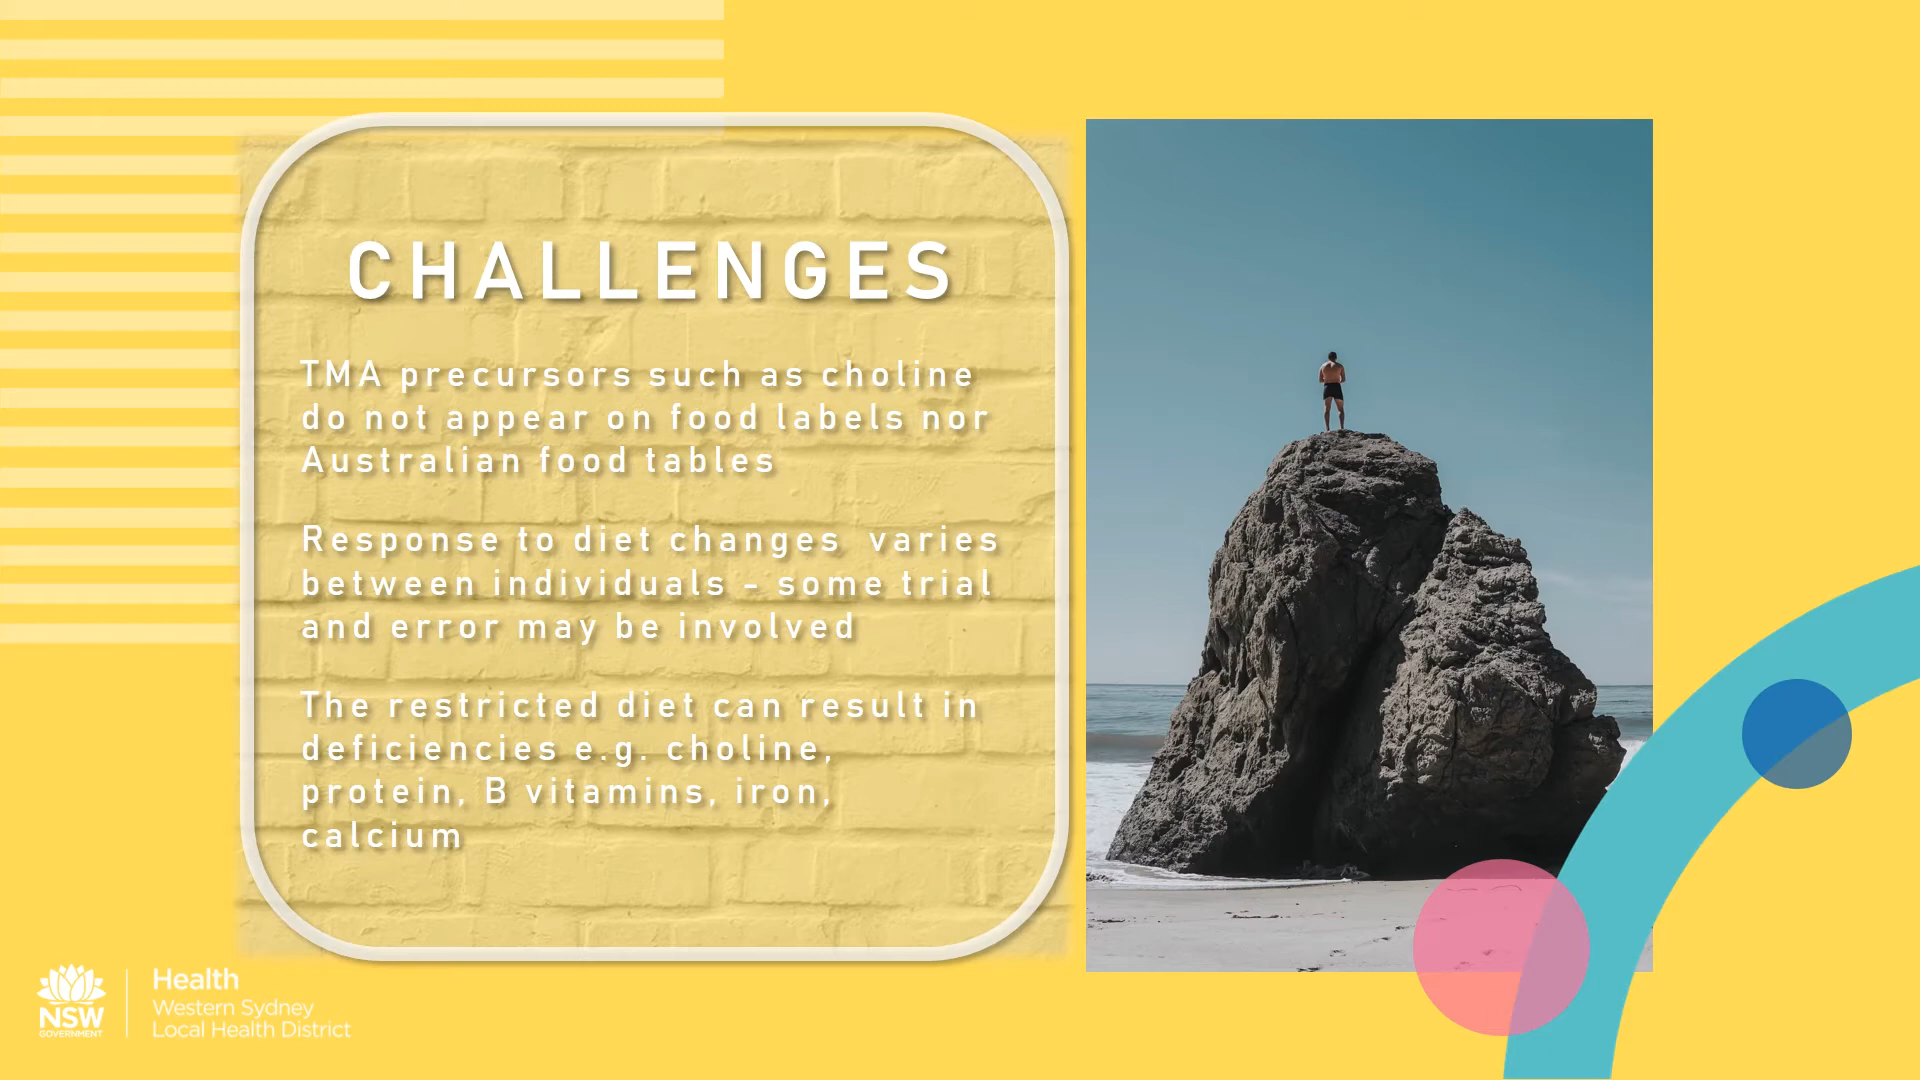 CHALLENGES
TMA precursors such as choline
do not appear on food labels nor
Australian food tables
Response to diet changes  varies
between individuals - some trial
and error may be involved
The restricted diet can result in
deficiencies e.g. choline,
protein, B vitamins, iron,
calcium
NSW
GOVERNMENT
Health
Western Sydney
Local Health District